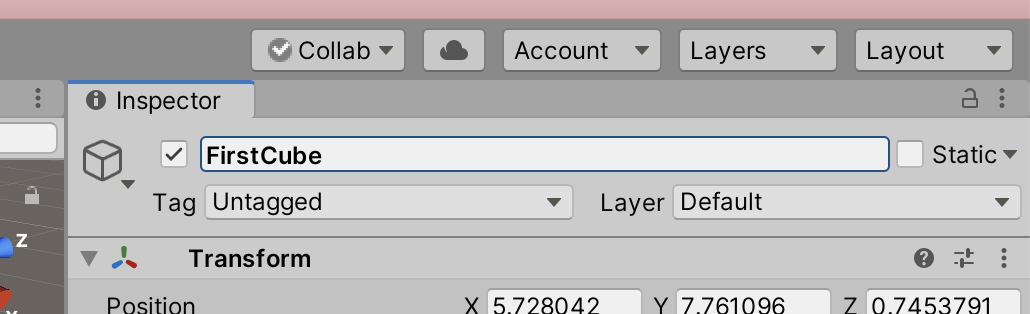 Collab Account Layers Layout
Inspector
FirstCube Static
Tag Untagged Layer Default
Z
Transform
Position X 5.728042 Y 7.761096 Z 0.7453791